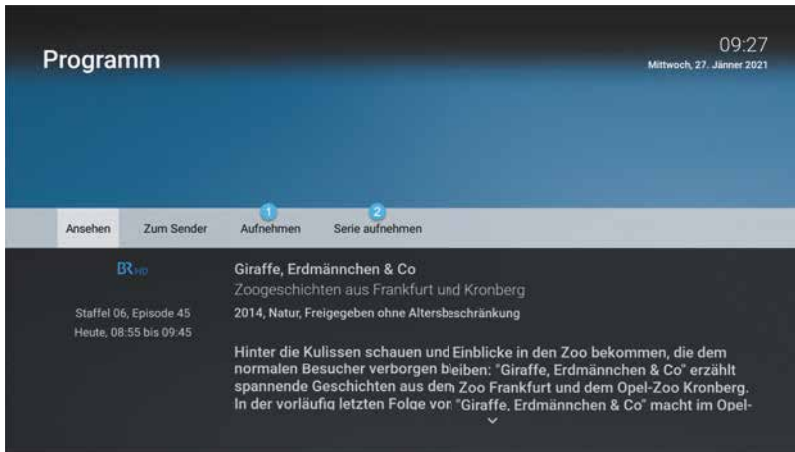 Programm
09:27
Mittwoch, 27. Jänner 2021
1
2
Ansehen
Zum Sender
Aufnehmen
Serie aufnehmen
BR HD
Staffel 06, Episode 45
Heute, 08:55 bis 09:45
Giraffe, Erdmännchen & Co
Zoogeschichten aus Frankfurt und Kronberg
2014, Natur, Freigegeben ohne Altersbeschränkung
Hinter die Kulissen schauen und Einblicke in den Zoo bekommen, die dem
normalen Besucher verborgen bleiben: "Giraffe, Erdmännchen & Co" erzählt
spannende Geschichten aus dem Zoo Frankfurt und dem Opel-Zoo Kronberg.
In der vorläufig letzten Folge von "Giraffe, Erdmännchen & Co" macht im Opel-